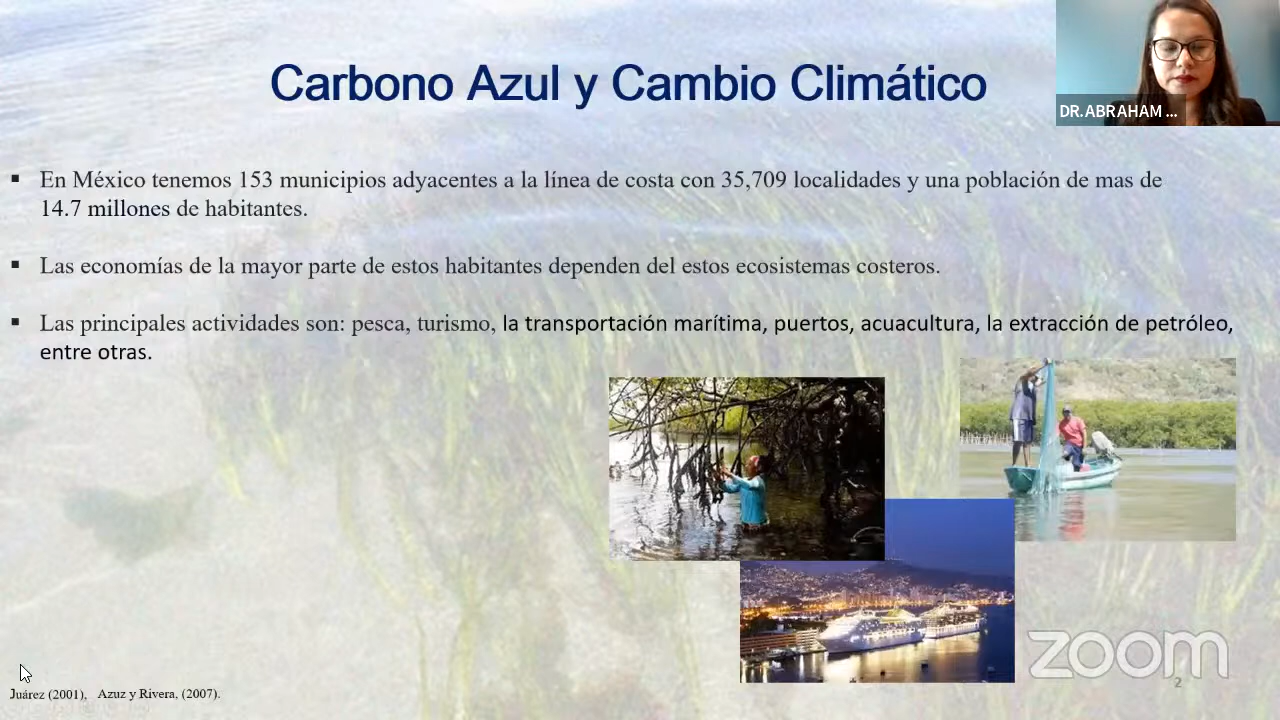 Carbono Azul y Cambio Climático
DR.ABRAHAM ...
▪ En México tenemos 153 municipios adyacentes a la línea de costa con 35,709 localidades y una población de mas de
14.7 millones de habitantes.
▪ Las economías de la mayor parte de estos habitantes dependen del estos ecosistemas costeros.
▪ Las principales actividades son: pesca, turismo, la transportación marítima, puertos, acuacultura, la extracción de petróleo,
entre otras.
zoom
2
Juárez (2001), Azuz y Rivera, (2007).